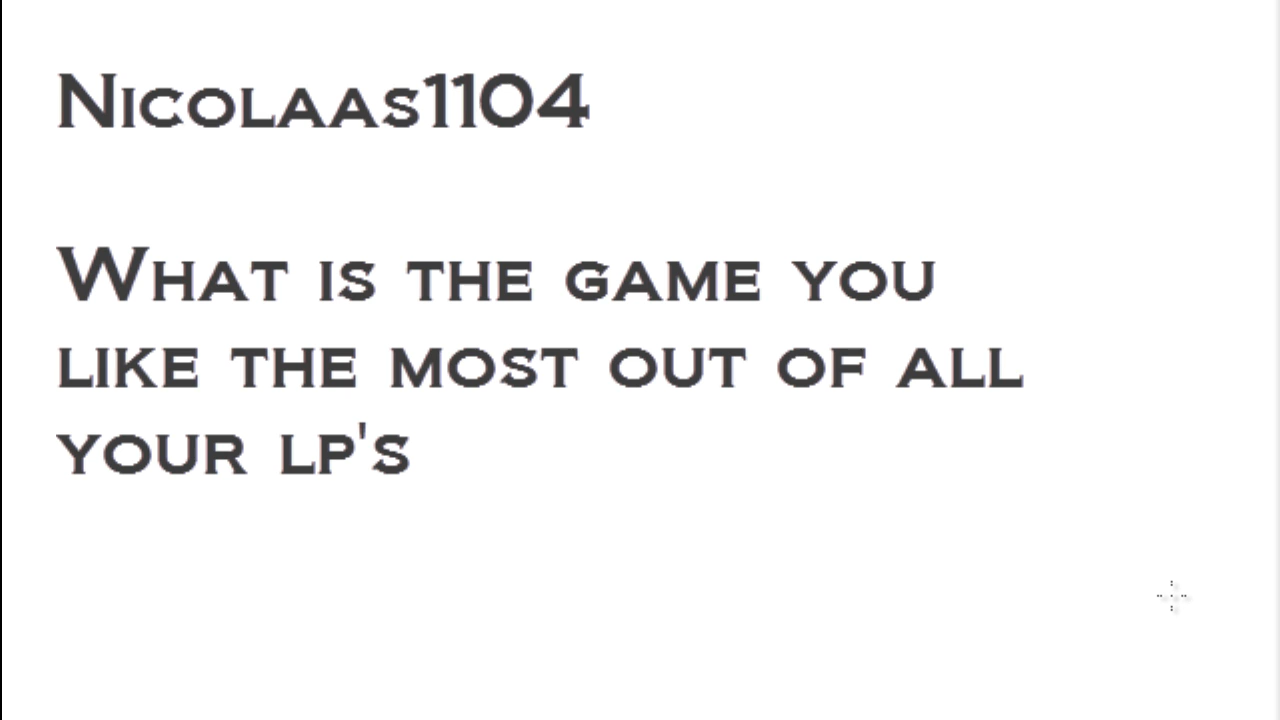 Nicolaas1104
What is the game you
like the most out of all
your lp's